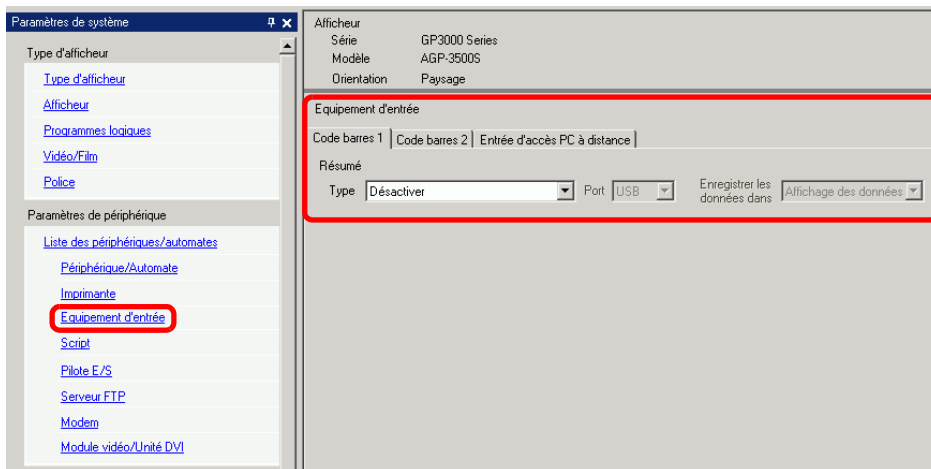 Paramètres de système
Type d'afficheur
Type d'afficheur
Afficheur
Programmes logiques
Vidéo/Film
Police
Paramètres de périphérique
Liste des périphériques/automates
Périphérique/Automate
Imprimante
Equipement d'entrée
Script
Pilote E/S
Serveur FTP
Modem
Module vidéo/Unité DVI
Afficheur
Série GP3000 Series
Modèle AGP-3500S
Orientation Paysage
Equipement d'entrée
Code barres 1 Code barres 2 Entrée d'accès PC à distance
Résumé
Type Désactiver Port USB Enregistrer les données dans Affichage des données